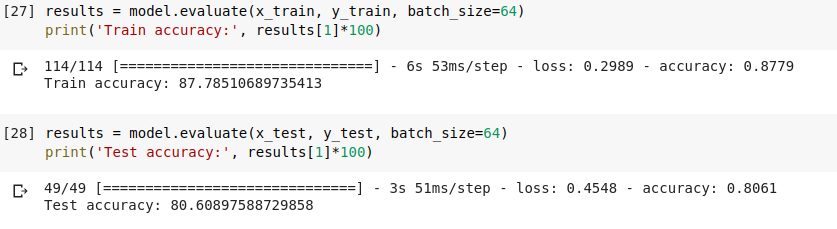 [27] results = model.evaluate(x_train, y_train, batch_size=64)
print('Train accuracy:', results[1]*100)
114/114 [==============================] - 6s 53ms/step - loss: 0.2989 - accuracy: 0.8779
Train accuracy: 87.78510689735413
[28] results = model.evaluate(x_test, y_test, batch_size=64)
print('Test accuracy:', results[1]*100)
49/49 [==============================] - 3s 51ms/step - loss: 0.4548 - accuracy: 0.8061
Test accuracy: 80.60897588729858